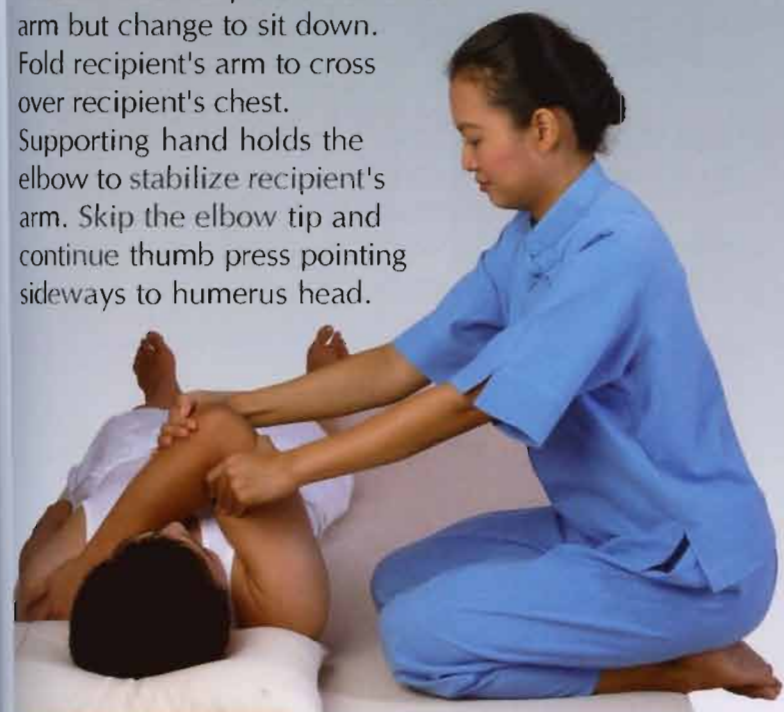 arm but change to sit down.
Fold recipient's arm to cross
over recipient's chest.
Supporting hand holds the
elbow to stabilize recipient's
arm. Skip the elbow tip and
continue thumb press pointing
sideways to humerus head.